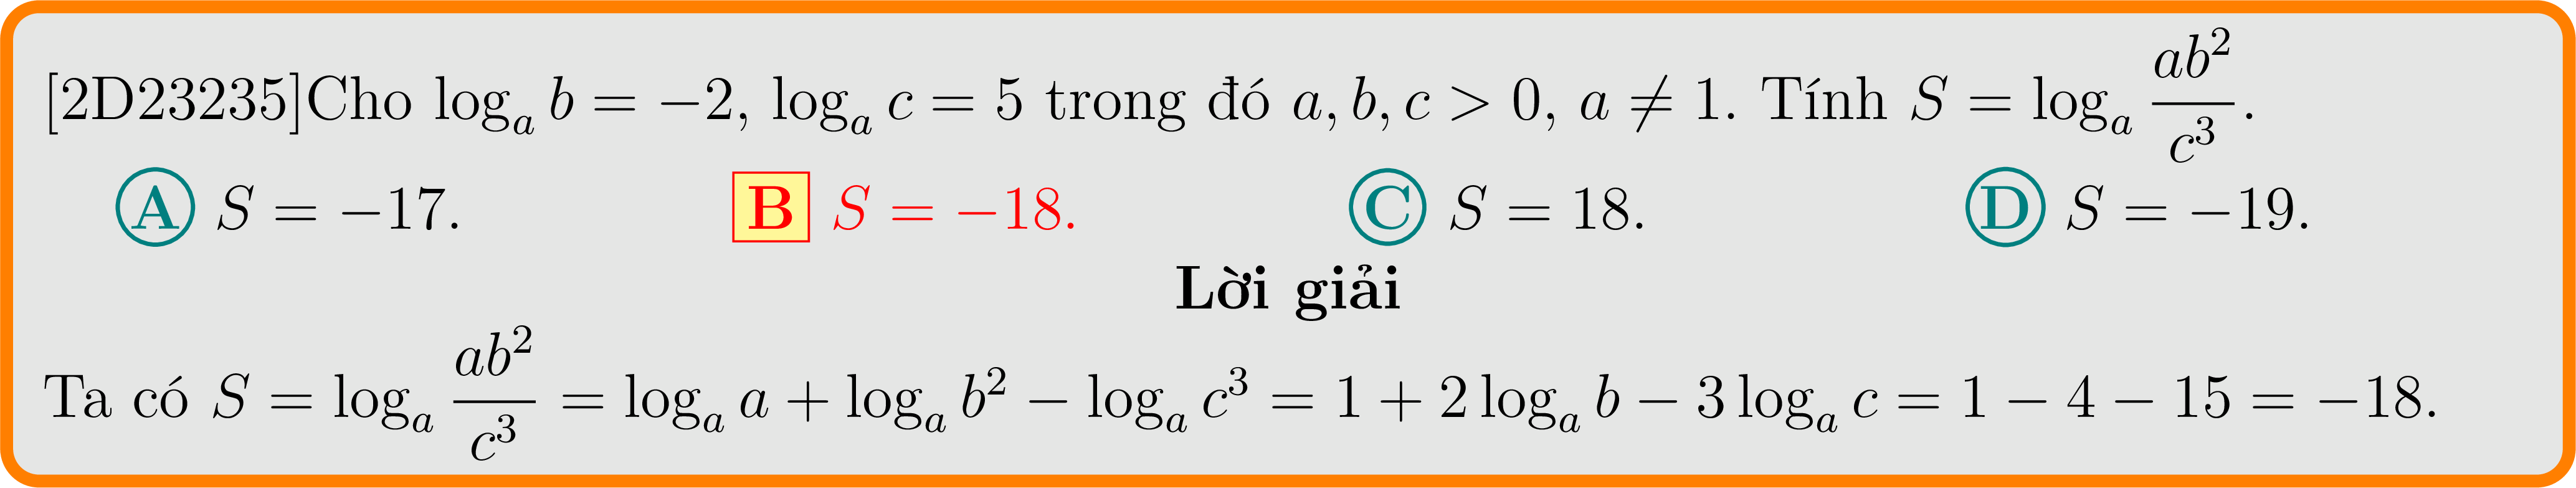 [2D23235]Cho log_a b = −2, log_a c = 5 trong đó a, b, c > 0, a ≠ 1. Tính S = log_a \frac{ab^2}{c^3}.
A S = −17. B S = −18. C S = 18. D S = −19.
Lời giải
Ta có S = log_a \frac{ab^2}{c^3} = log_a a + log_a b^2 − log_a c^3 = 1 + 2 log_a b − 3 log_a c = 1 − 4 − 15 = −18.